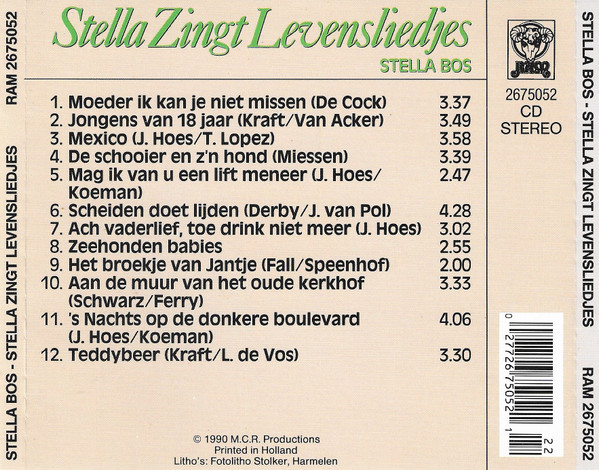 RAM 2675052
STELLA BOS - STELLA ZINGT LEVENSLIEDJES
Stella Zingt Levensliedjes
STELLA BOS
1. Moeder ik kan je niet missen (De Cock) 3.37
2. Jongens van 18 jaar (Kraft/Van Acker) 3.49
3. Mexico (J. Hoes/T. Lopez) 3.58
4. De schooier en z'n hond (Miessen) 3.39
5. Mag ik van u een lift meneer (J. Hoes/ 2.47
Koeman)
6. Scheiden doet lijden (Derby/J. van Pol) 4.28
7. Ach vaderlief, toe drink niet meer (J. Hoes) 3.02
8. Zeehonden babies 2.55
9. Het broekje van Jantje (Fall/Speenhof) 2.00
10. Aan de muur van het oude kerkhof 3.33
(Schwarz/Ferry)
11. 's Nachts op de donkere boulevard 4.06
(J. Hoes/Koeman)
12. Teddybeer (Kraft/L. de Vos) 3.30
© 1990 M.C.R. Productions
Printed in Holland
Litho's: Fotolitho Stolker, Harmelen
2675052
CD
STEREO
0 27726 75052 1
22
STELLA BOS - STELLA ZINGT LEVENSLIEDJES
RAM 2675052